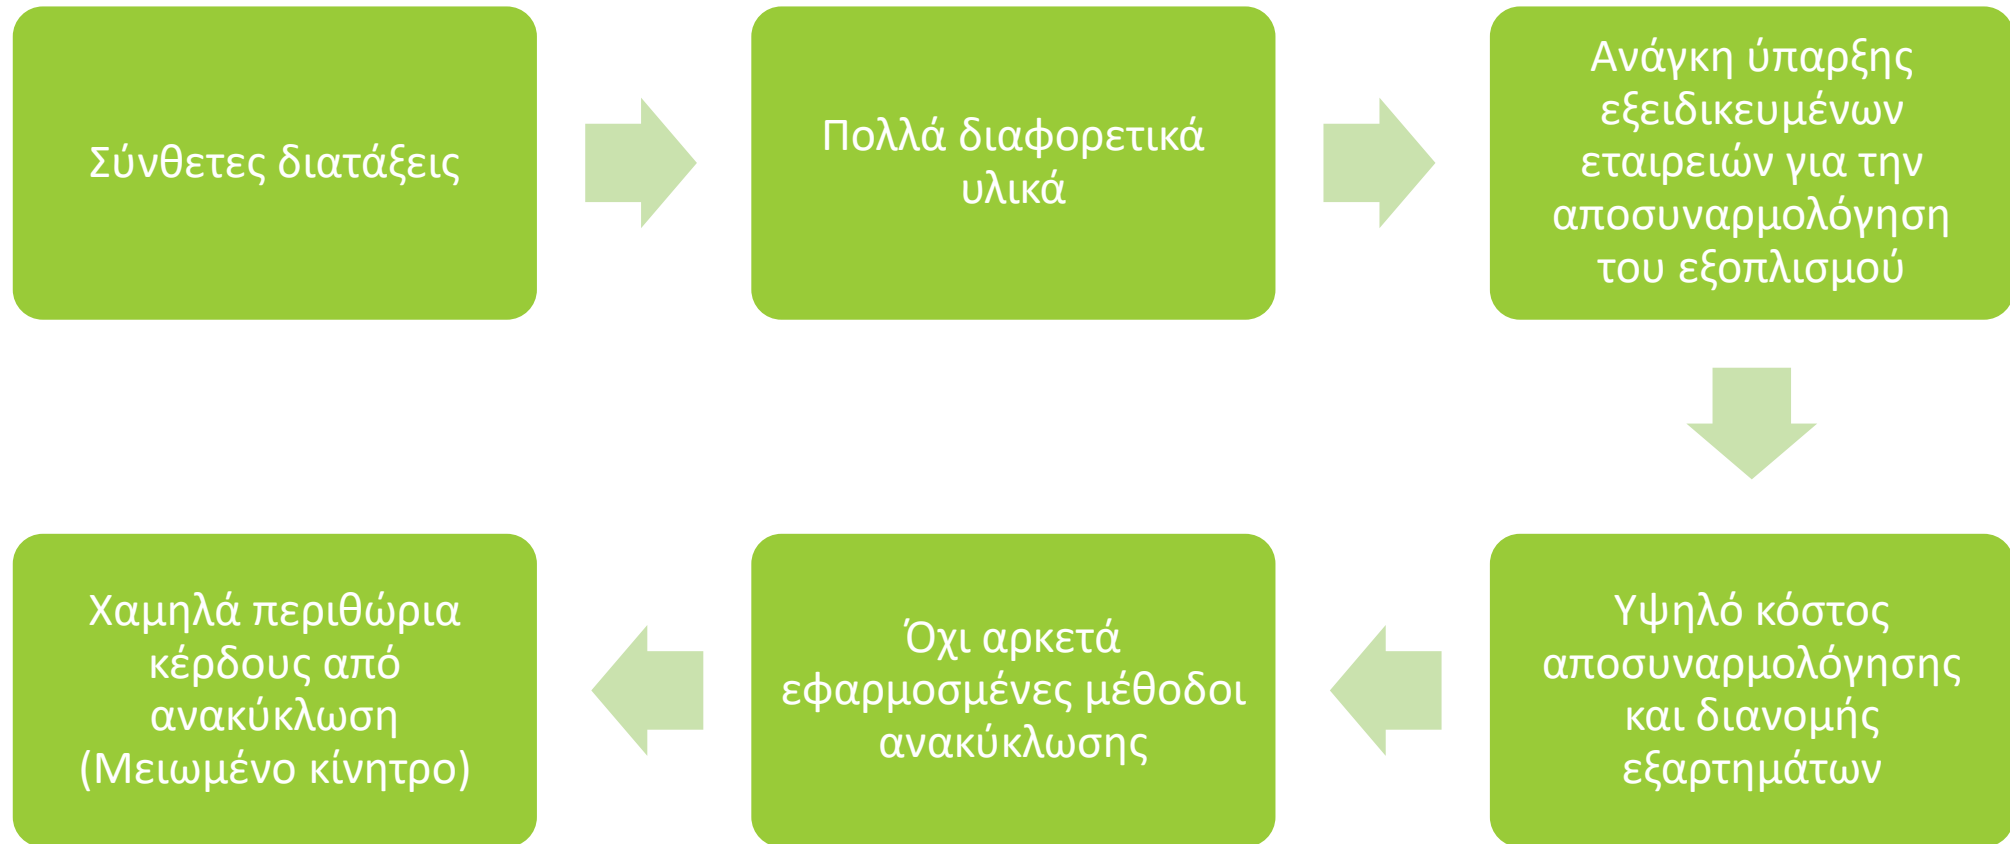 Σύνθετες διατάξεις
Πολλά διαφορετικά
υλικά
Ανάγκη ύπαρξης
εξειδικευμένων
εταιρειών για την
αποσυναρμολόγηση
του εξοπλισμού
Υψηλό κόστος
αποσυναρμολόγησης
και διανομής
εξαρτημάτων
Όχι αρκετά
εφαρμοσμένες μέθοδοι
ανακύκλωσης
Χαμηλά περιθώρια
κέρδους από
ανακύκλωση
(Μειωμένο κίνητρο)